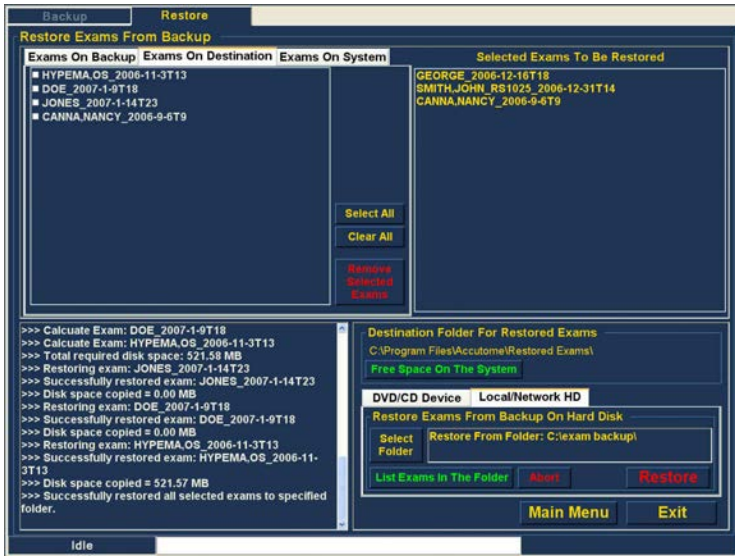 Backup
Restore
Restore Exams From Backup
Exams On Backup
Exams On Destination
Exams On System
HYPEMA,OS_2006-11-3T13
DOE_2007-1-9T18
JONES_2007-1-14T23
CANNA,NANCY_2006-9-6T9
Select All
Clear All
Remove
Selected
Exams
Selected Exams To Be Restored
GEORGE_2006-12-16T18
SMITH,JOHN_RS1025_2006-12-31T14
CANNA,NANCY_2006-9-6T9
>>> Calcuate Exam: DOE_2007-1-9T18
>>> Calcuate Exam: HYPEMA,OS_2006-11-3T13
>>> Total required disk space: 521.58 MB
>>> Restoring exam: JONES_2007-1-14T23
>>> Successfully restored exam: JONES_2007-1-14T23
>>> Disk space copied = 0.00 MB
>>> Restoring exam: DOE_2007-1-9T18
>>> Successfully restored exam: DOE_2007-1-9T18
>>> Disk space copied = 0.00 MB
>>> Restoring exam: HYPEMA,OS_2006-11-3T13
>>> Successfully restored exam: HYPEMA,OS_2006-11-
3T13
>>> Disk space copied = 521.57 MB
>>> Successfully restored all selected exams to specified
folder.
Destination Folder For Restored Exams
C:\Program Files\Accutome\Restored Exams\
Free Space On The System
DVD/CD Device
Local/Network HD
Restore Exams From Backup On Hard Disk
Select
Folder
Restore From Folder: C:\exam backup\
List Exams In The Folder
Abort
Restore
Main Menu
Exit
Idle